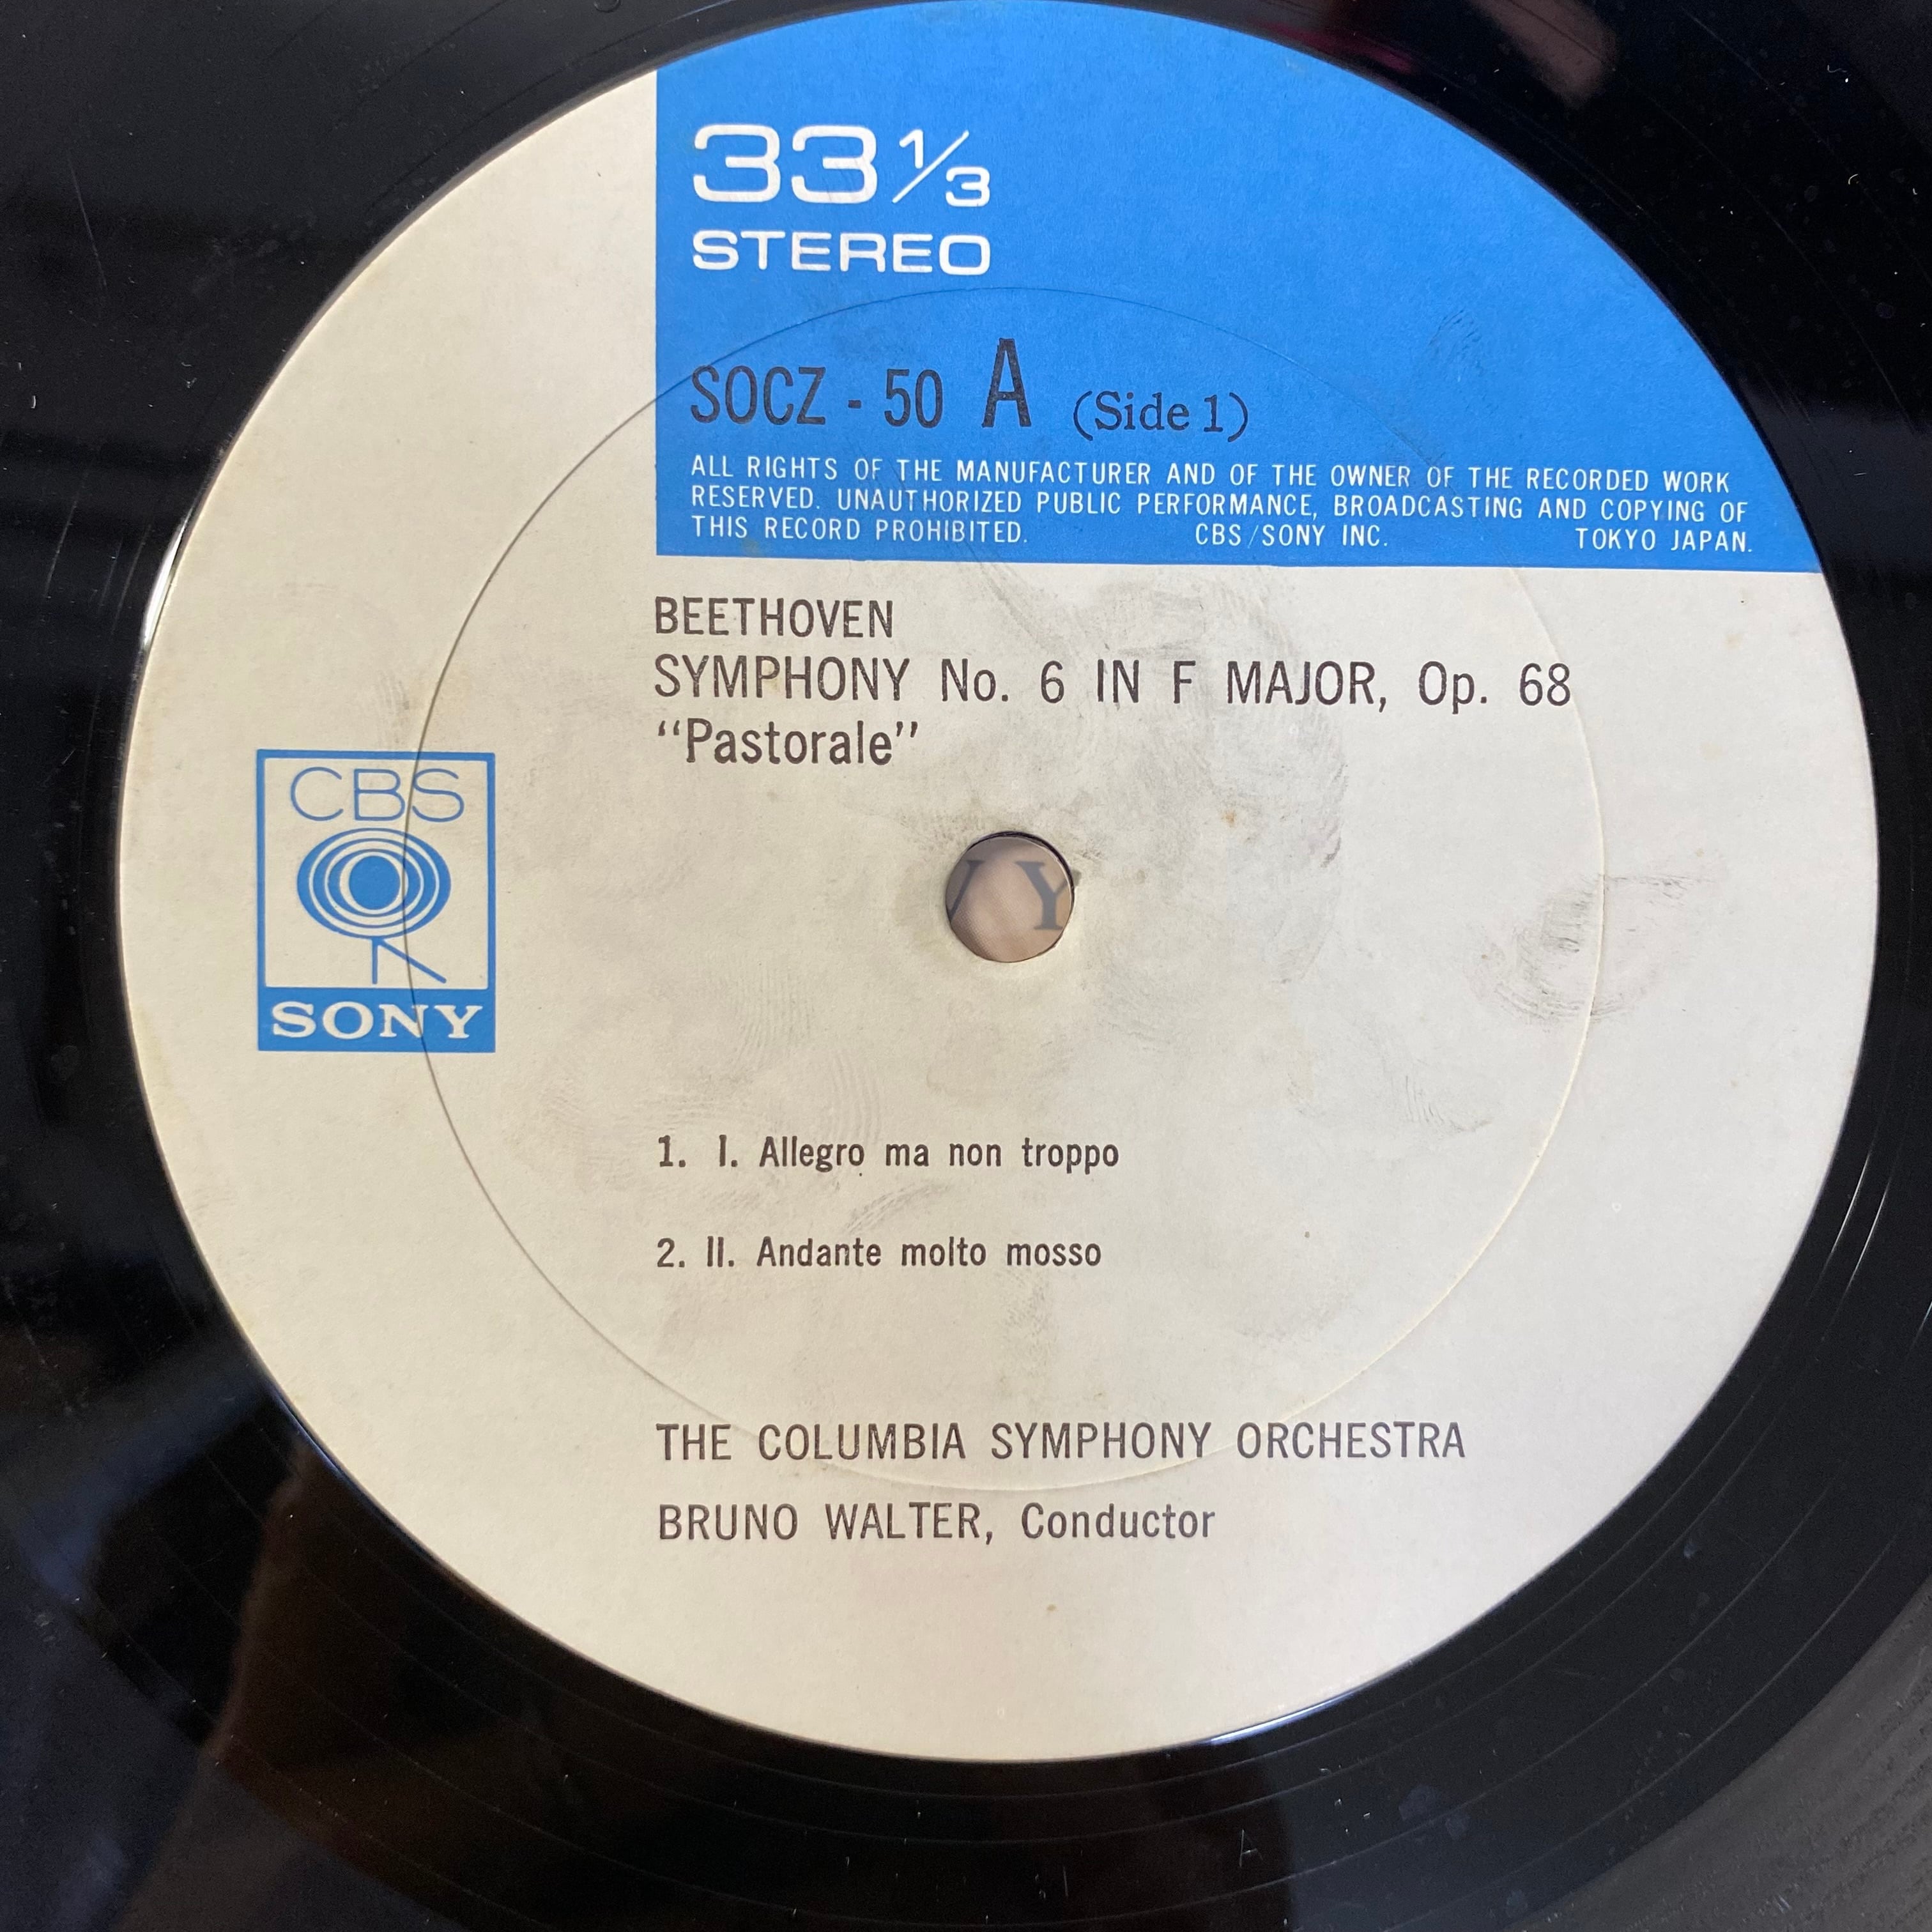 33 1/3
STEREO
SOCZ - 50 A (Side 1)
ALL RIGHTS OF THE MANUFACTURER AND OF THE OWNER OF THE RECORDED WORK
RESERVED. UNAUTHORIZED PUBLIC PERFORMANCE, BROADCASTING AND COPYING OF
THIS RECORD PROHIBITED. CBS/SONY INC. TOKYO JAPAN.
BEETHOVEN
SYMPHONY No. 6 IN F MAJOR, Op. 68
“Pastorale”
CBS
SONY
Y
1. I. Allegro ma non troppo
2. II. Andante molto mosso
THE COLUMBIA SYMPHONY ORCHESTRA
BRUNO WALTER, Conductor
A